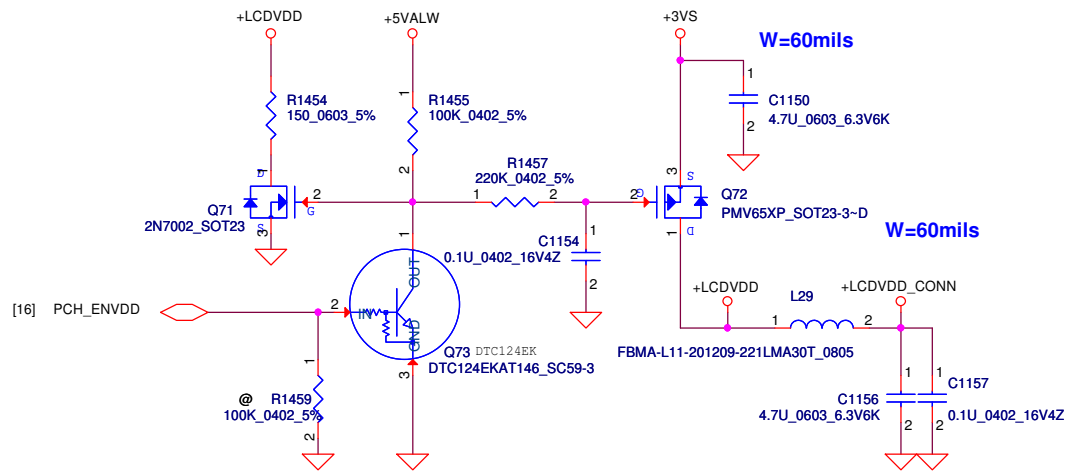 +LCDVDD
+5VALW
+3VS
W=60mils
R1454
150_0603_5%
1
R1455
100K_0402_5%
2
1
C1150
4.7U_0603_6.3V6K
2
D
1
2
G
Q71
2N7002_SOT23
S
3
R1457
220K_0402_5%
1
2
3
S
2
G
Q72
PMV65XP_SOT23-3~D
1
D
W=60mils
1
C1154
0.1U_0402_16V4Z
2
1
OUT
[16] PCH_ENVDD
2
IN
GND
Q73 DTC124EK
DTC124EKAT146_SC59-3
3
+LCDVDD
L29
+LCDVDD_CONN
1
2
FBMA-L11-201209-221LMA30T_0805
1
@ R1459
100K_0402_5%
2
1
C1156
4.7U_0603_6.3V6K
2
1
C1157
0.1U_0402_16V4Z
2